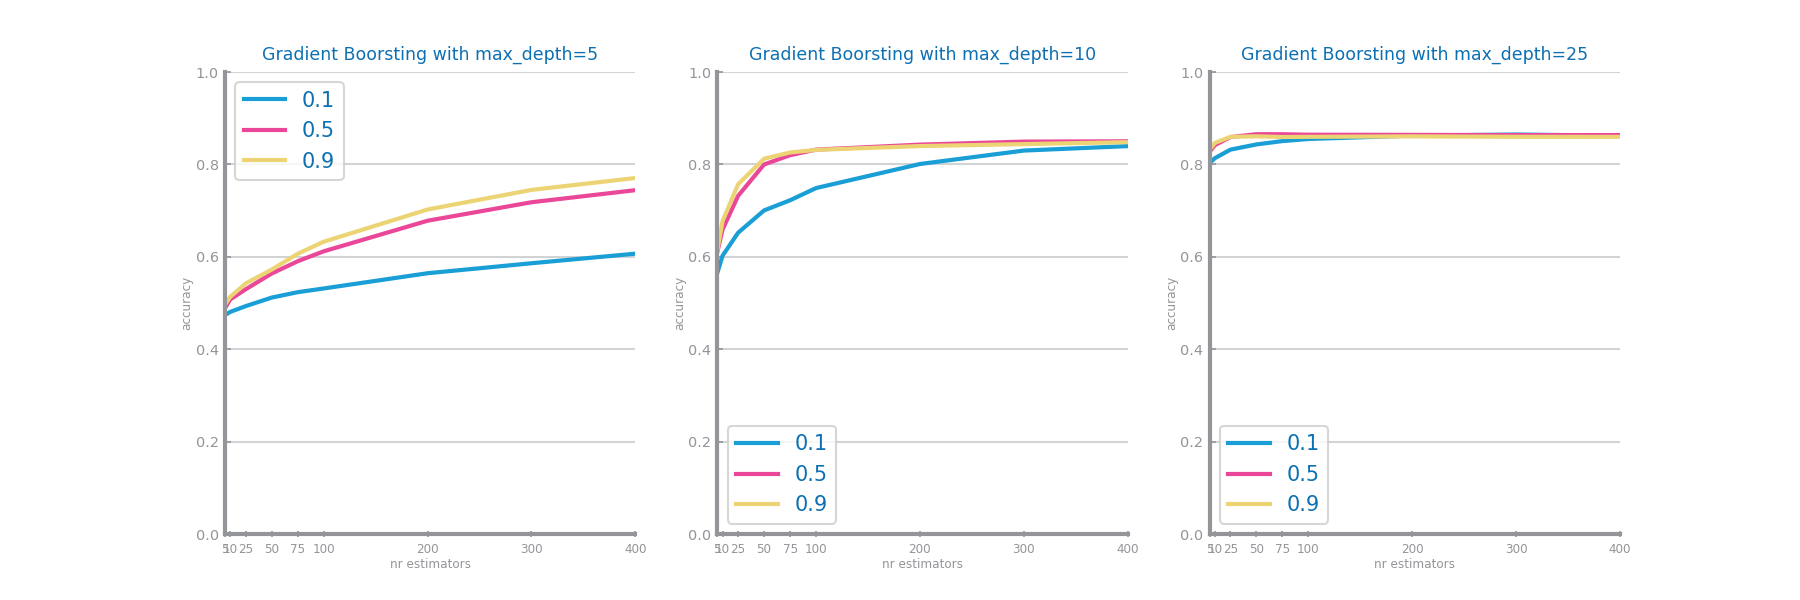 Gradient Boorsting with max_depth=5
1.0
0.8
0.6
0.4
0.2
0.0
accuracy
0.1
0.5
0.9
5 10 25 50 75 100 200 300 400
nr estimators
Gradient Boorsting with max_depth=10
1.0
0.8
0.6
0.4
0.2
0.0
accuracy
0.1
0.5
0.9
5 10 25 50 75 100 200 300 400
nr estimators
Gradient Boorsting with max_depth=25
1.0
0.8
0.6
0.4
0.2
0.0
accuracy
0.1
0.5
0.9
5 10 25 50 75 100 200 300 400
nr estimators